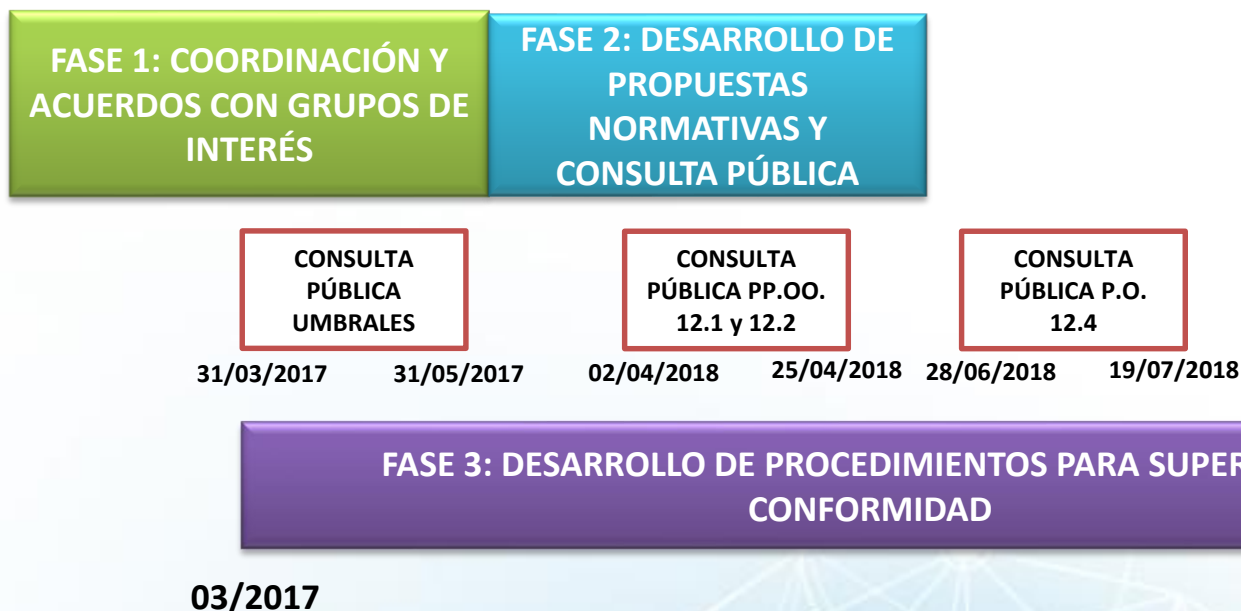 FASE 1: COORDINACIÓN Y
ACUERDOS CON GRUPOS DE
INTERÉS
FASE 2: DESARROLLO DE
PROPUESTAS
NORMATIVAS Y
CONSULTA PÚBLICA
CONSULTA
PÚBLICA
UMBRALES
CONSULTA
PÚBLICA PP.OO.
12.1 y 12.2
CONSULTA
PÚBLICA P.O.
12.4
31/03/2017
31/05/2017
02/04/2018
25/04/2018
28/06/2018
19/07/2018
FASE 3: DESARROLLO DE PROCEDIMIENTOS PARA SUPER
CONFORMIDAD
03/2017